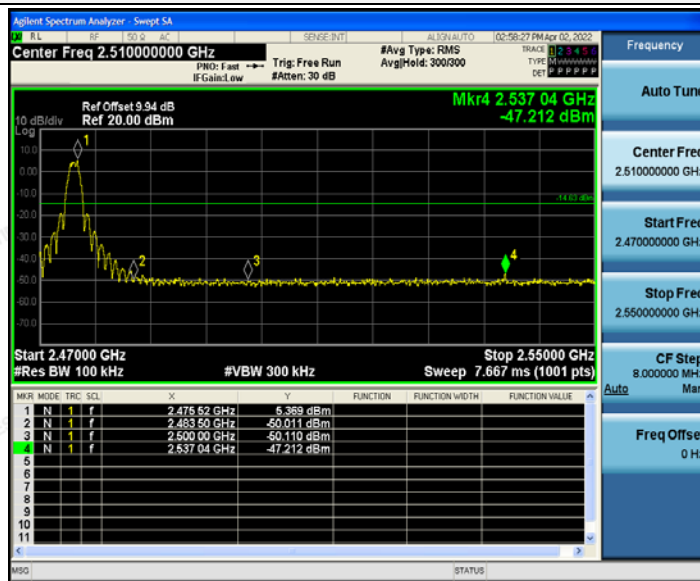 Agilent Spectrum Analyzer - Swept SA
RL RF 50 Ω AC SENSE:INT ALIGN AUTO 02:58:27 PM Apr 02, 2022
Center Freq 2.510000000 GHz
PNO: Fast
IFGain:Low
Trig: Free Run
#Atten: 30 dB
#Avg Type: RMS
Avg|Hold: 300/300
TRACE 1 2 3 4 5 6
TYPE M W W W W W
DET P P P P P P
Ref Offset 9.94 dB
Ref 20.00 dBm
10 dB/div
Log
Mkr4 2.537 04 GHz
-47.212 dBm
10.0
0.00
-10.0
-20.0
-30.0
-40.0
-50.0
-60.0
-70.0
1
2
3
4
-14.63 dBm
Start 2.47000 GHz
Stop 2.55000 GHz
#Res BW 100 kHz
#VBW 300 kHz
Sweep 7.667 ms (1001 pts)
MKR MODE TRC SCL X Y FUNCTION FUNCTION WIDTH FUNCTION VALUE
1 N 1 f 2.475 52 GHz 5.369 dBm
2 N 1 f 2.483 50 GHz -50.011 dBm
3 N 1 f 2.500 00 GHz -50.110 dBm
4 N 1 f 2.537 04 GHz -47.212 dBm
5
6
7
8
9
10
11
MSG
STATUS
Frequency
Auto Tun
Center Fre
2.510000000 GH
Start Fre
2.470000000 GH
Stop Fre
2.550000000 GH
CF Step
8.000000 MH
Auto Ma
Freq Offse
0 H